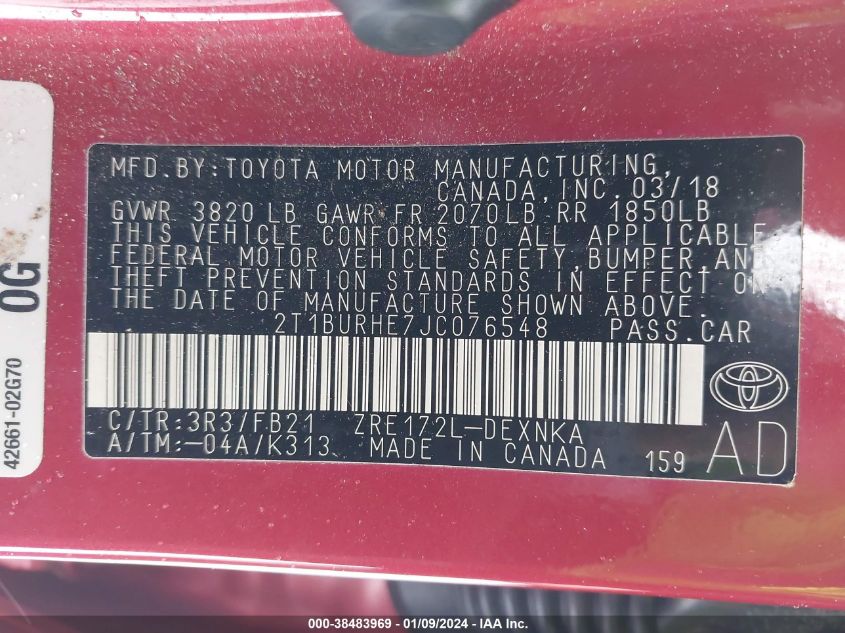 MFD.BY:TOYOTA MOTOR MANUFACTURING,
CANADA,INC. 03/18
GVWR 3820 LB GAWR FR 2070LB RR 1850LB
THIS VEHICLE CONFORMS TO ALL APPLICABLE
FEDERAL MOTOR VEHICLE SAFETY,BUMPER AND
THEFT PREVENTION STANDARDS IN EFFECT ON
THE DATE OF MANUFACTURE SHOWN ABOVE.
2T1BURHE7JC076548 PASS.CAR
C/TR:3R3/FB21 ZRE172L-DEXNKA
A/TM:-04A/K313 MADE IN CANADA 159 AD
42661-02G70 0G
000-38483969 | 01/09/2024 - IAA Inc.